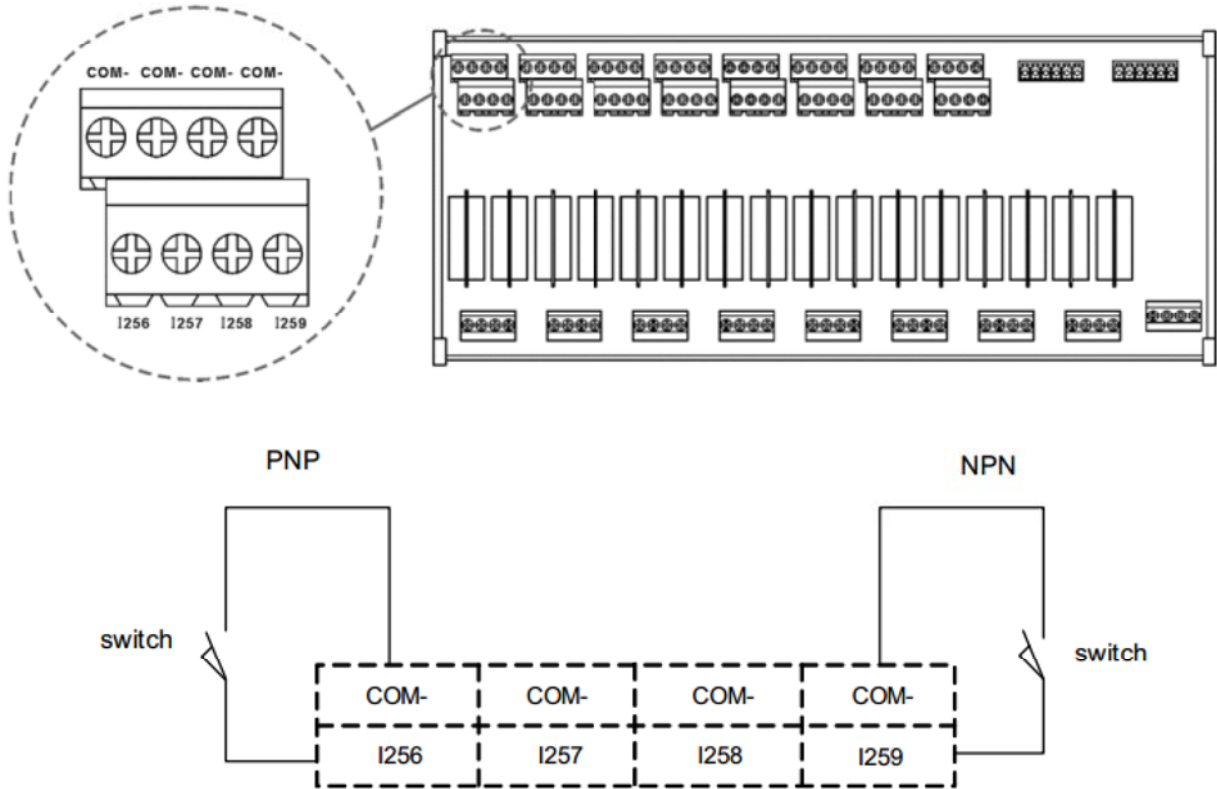 COM- COM- COM- COM-
I256 I257 I258 I259
PNP
NPN
switch
switch
COM- COM- COM- COM-
I256 I257 I258 I259